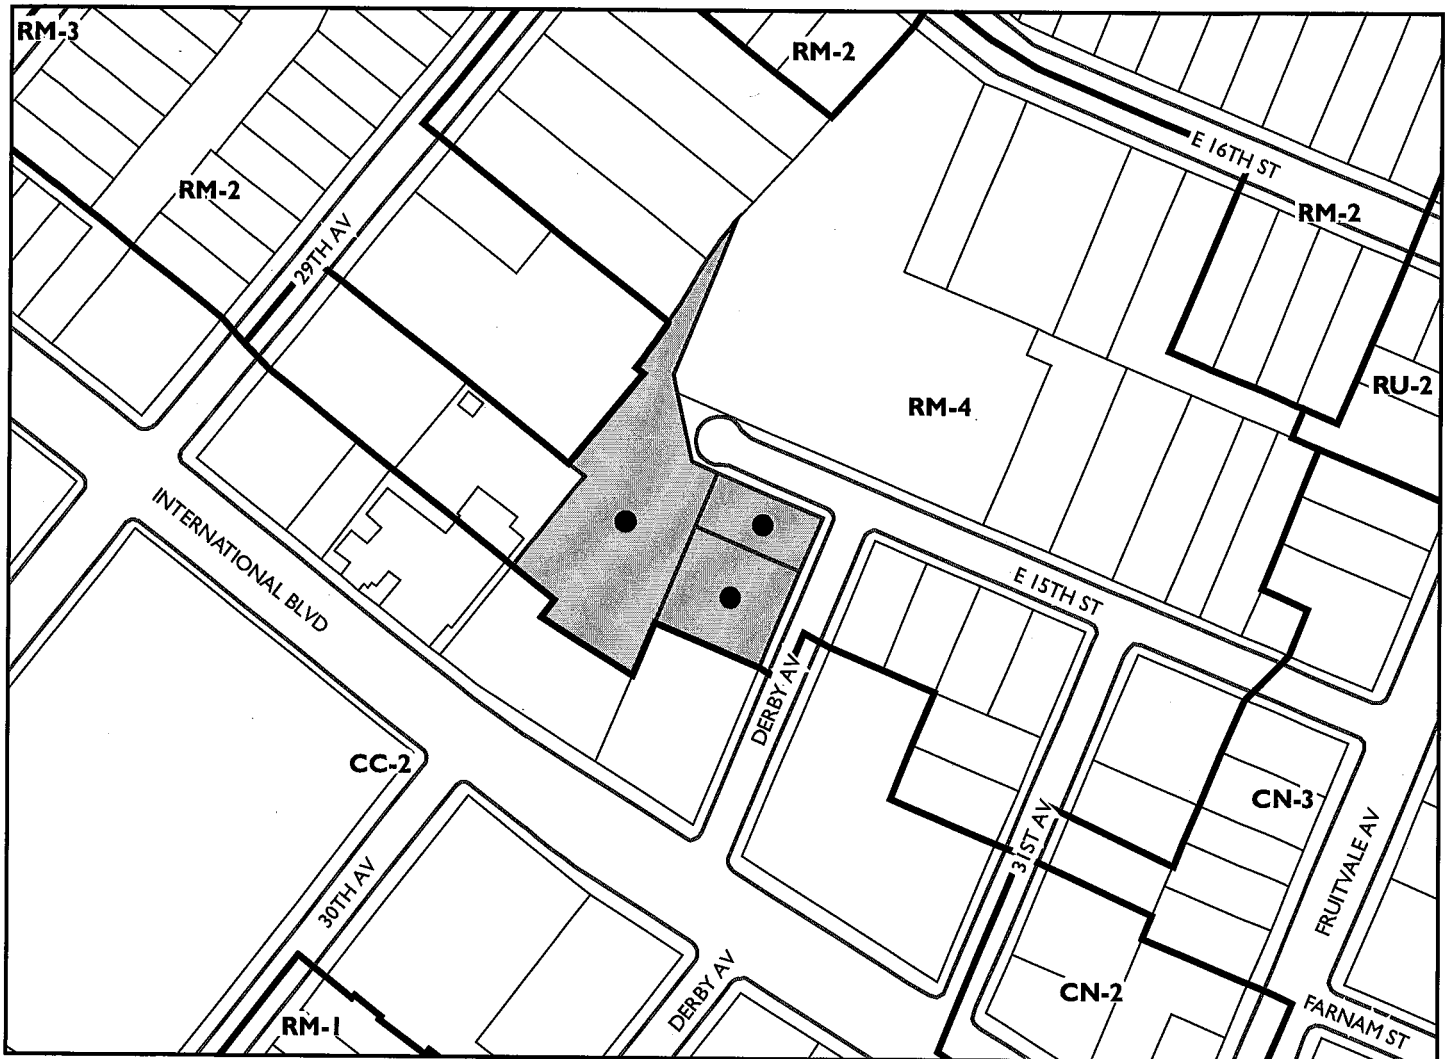 RM-3
RM-2
E 16TH ST
RM-2
RM-2
29TH AV
RU-2
RM-4
INTERNATIONAL BLVD
E 15TH ST
DERBY AV
CC-2
CN-3
31ST AV
FRUITVALE AV
30TH AV
DERBY AV
CN-2
FARNAM ST
RM-1